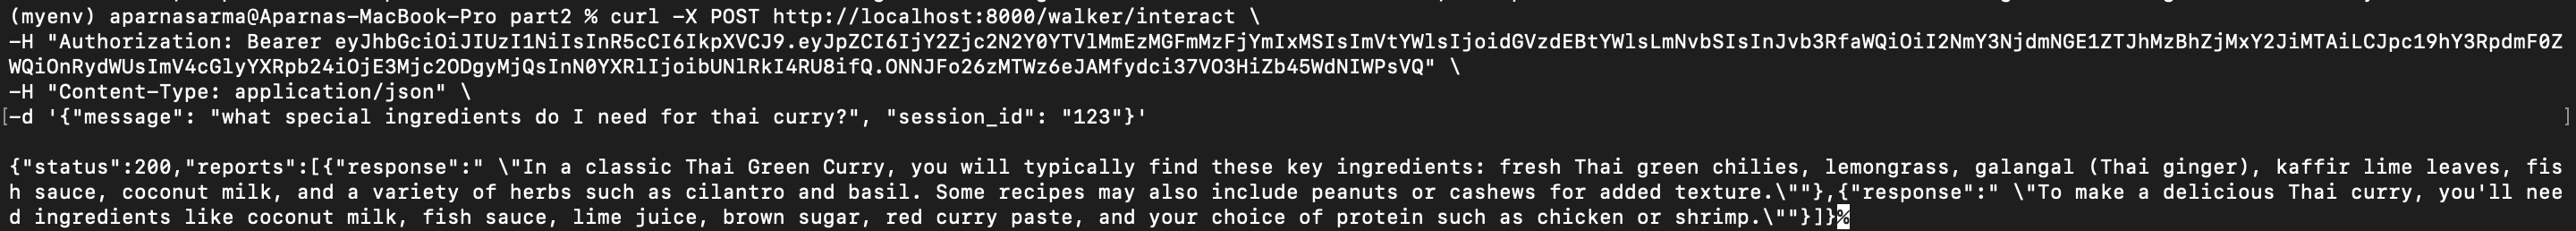 (myenv) aparnasarma@Aparnas-MacBook-Pro part2 % curl -X POST http://localhost:8000/walker/interact \
-H "Authorization: Bearer eyJhbGciOiJIUzI1NiIsInR5cCI6IkpXVCJ9.eyJpZCI6IjY2Zjc2N2Y0YTVlMmEzMGFmMzFjYmIxMSIsImVtYWlsIjoidGVzdEBtYWlsLmNvbSIsInJvb3RfaWQiOiI2NmY3NjdmNGE1ZTJhMzBhZjMxY2JiMTAiLCJpc19hY3RpdmF0Z
WQiOnRydWUsImV4cGlyYXRpb24iOjE3Mjc2ODgyMjQsInN0YXRlIjoibUNlRkI4RU8ifQ.ONNJFo26zMTWz6eJAMfydci37VO3HiZb45WdNIWPsVQ" \
-H "Content-Type: application/json" \
[-d '{"message": "what special ingredients do I need for thai curry?", "session_id": "123"}' ]
{"status":200,"reports":[{"response":" \"In a classic Thai Green Curry, you will typically find these key ingredients: fresh Thai green chilies, lemongrass, galangal (Thai ginger), kaffir lime leaves, fis
h sauce, coconut milk, and a variety of herbs such as cilantro and basil. Some recipes may also include peanuts or cashews for added texture.\""},{"response":" \"To make a delicious Thai curry, you'll nee
d ingredients like coconut milk, fish sauce, lime juice, brown sugar, red curry paste, and your choice of protein such as chicken or shrimp.\""}]}%